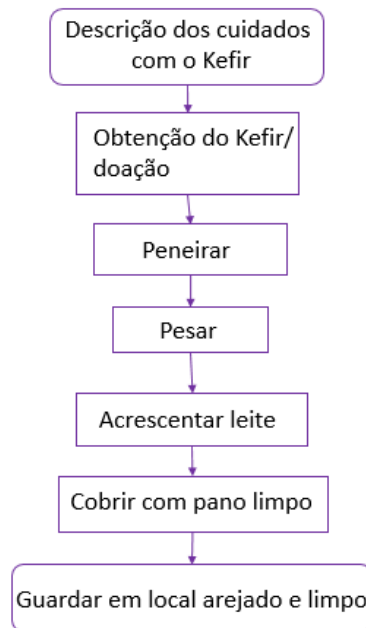 Descrição dos cuidados
com o Kefir
Obtenção do Kefir/
doação
Peneirar
Pesar
Acrescentar leite
Cobrir com pano limpo
Guardar em local arejado e limpo